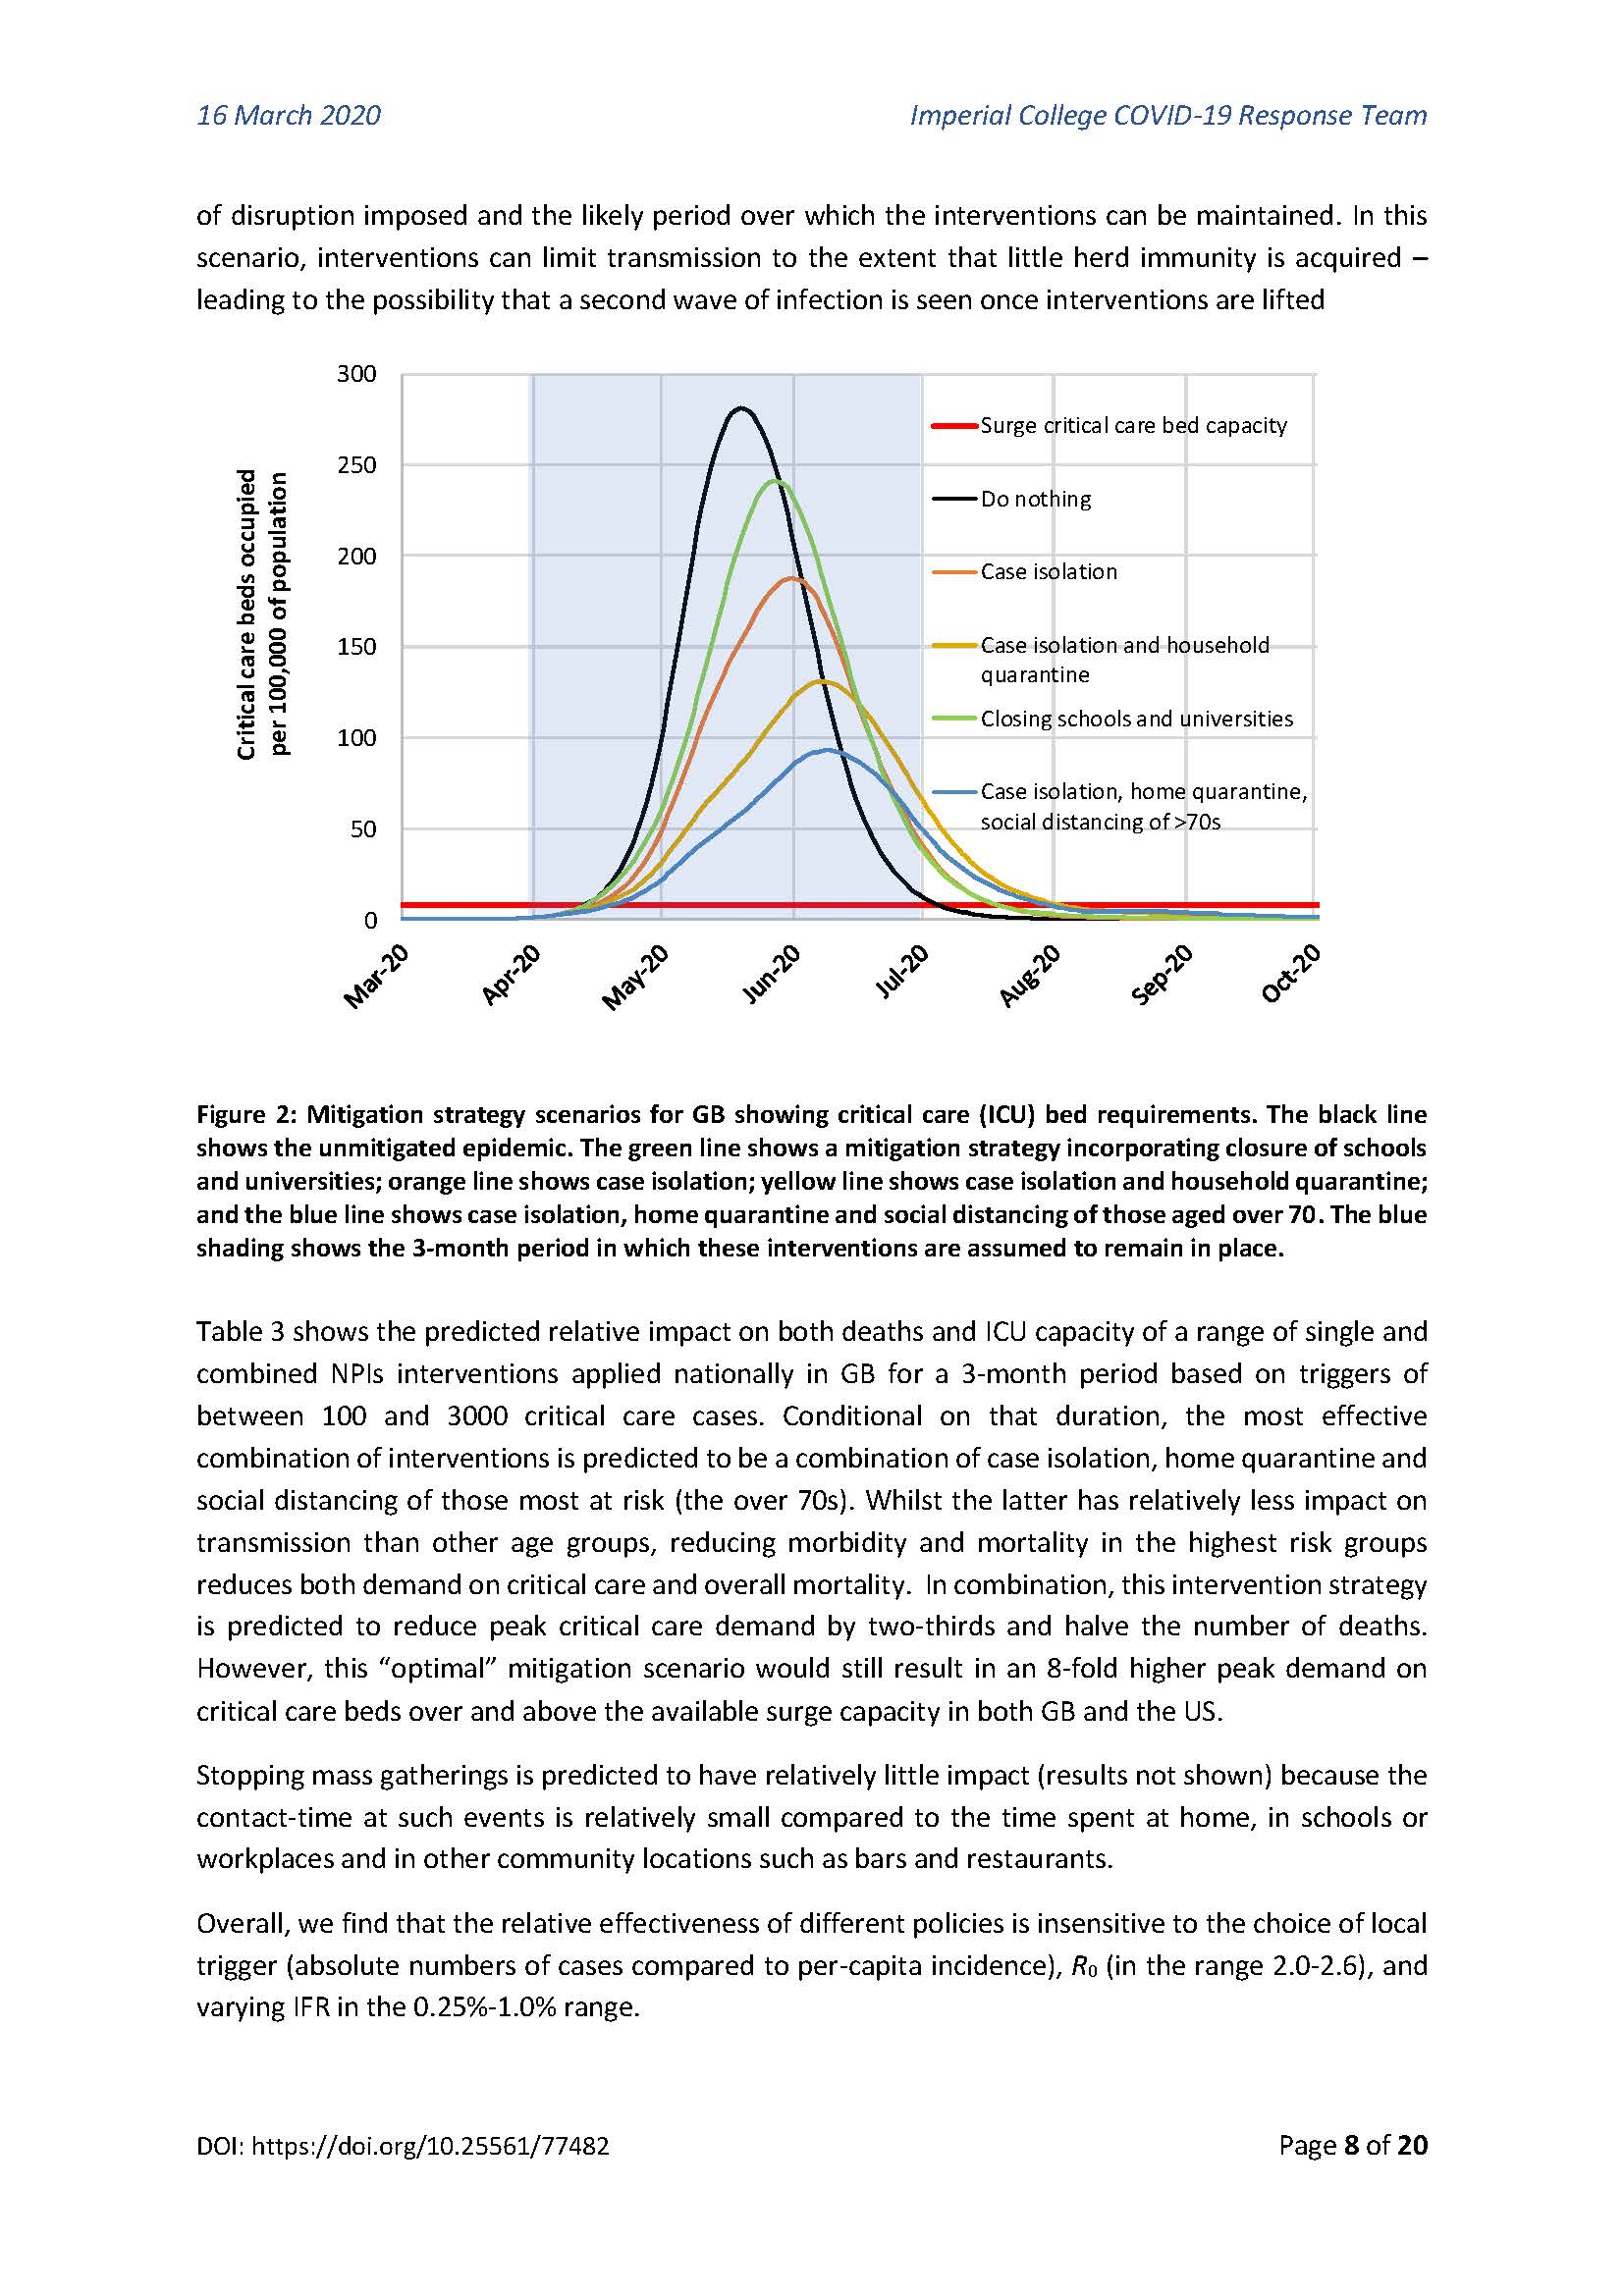 16 March 2020 Imperial College COVID-19 Response Team
of disruption imposed and the likely period over which the interventions can be maintained. In this
scenario, interventions can limit transmission to the extent that little herd immunity is acquired –
leading to the possibility that a second wave of infection is seen once interventions are lifted
Critical care beds occupied
per 100,000 of population
300
250
200
150
100
50
0
Mar-20
Apr-20
May-20
Jun-20
Jul-20
Aug-20
Sep-20
Oct-20
Surge critical care bed capacity
Do nothing
Case isolation
Case isolation and household
quarantine
Closing schools and universities
Case isolation, home quarantine,
social distancing of >70s
Figure 2: Mitigation strategy scenarios for GB showing critical care (ICU) bed requirements. The black line
shows the unmitigated epidemic. The green line shows a mitigation strategy incorporating closure of schools
and universities; orange line shows case isolation; yellow line shows case isolation and household quarantine;
and the blue line shows case isolation, home quarantine and social distancing of those aged over 70. The blue
shading shows the 3-month period in which these interventions are assumed to remain in place.
Table 3 shows the predicted relative impact on both deaths and ICU capacity of a range of single and
combined NPIs interventions applied nationally in GB for a 3-month period based on triggers of
between 100 and 3000 critical care cases. Conditional on that duration, the most effective
combination of interventions is predicted to be a combination of case isolation, home quarantine and
social distancing of those most at risk (the over 70s). Whilst the latter has relatively less impact on
transmission than other age groups, reducing morbidity and mortality in the highest risk groups
reduces both demand on critical care and overall mortality. In combination, this intervention strategy
is predicted to reduce peak critical care demand by two-thirds and halve the number of deaths.
However, this “optimal” mitigation scenario would still result in an 8-fold higher peak demand on
critical care beds over and above the available surge capacity in both GB and the US.
Stopping mass gatherings is predicted to have relatively little impact (results not shown) because the
contact-time at such events is relatively small compared to the time spent at home, in schools or
workplaces and in other community locations such as bars and restaurants.
Overall, we find that the relative effectiveness of different policies is insensitive to the choice of local
trigger (absolute numbers of cases compared to per-capita incidence), R0 (in the range 2.0-2.6), and
varying IFR in the 0.25%-1.0% range.
DOI: https://doi.org/10.25561/77482 Page 8 of 20